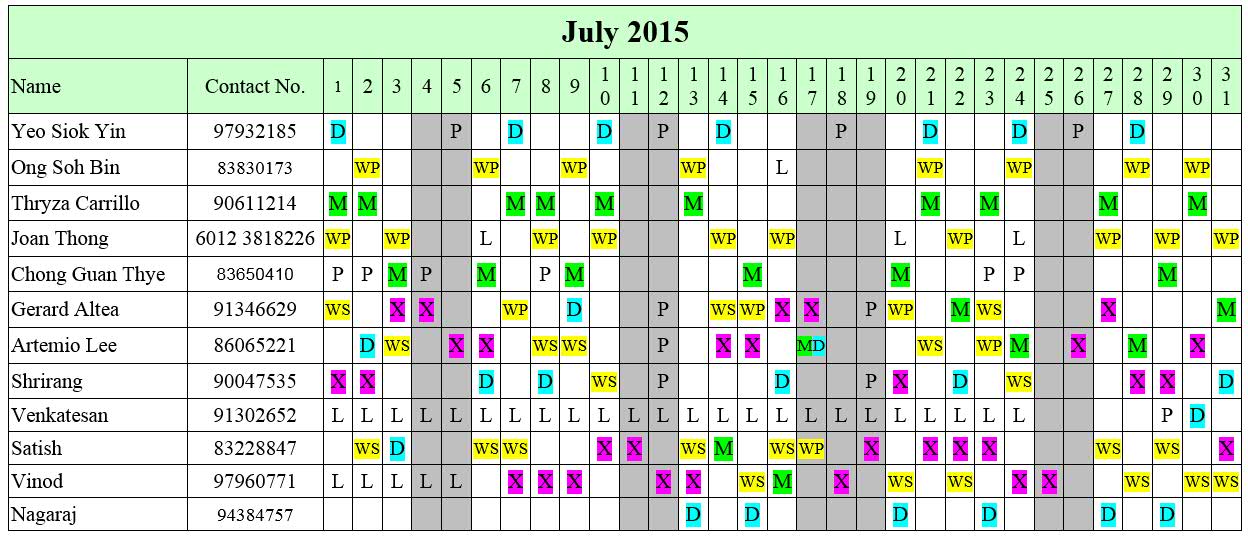 July 2015
Name Contact No. 1 2 3 4 5 6 7 8 9 10 11 12 13 14 15 16 17 18 19 20 21 22 23 24 25 26 27 28 29 30 31
Yeo Siok Yin 97932185 D P D D P D P D D P D
Ong Soh Bin 83830173 WP WP WP WP L WP WP WP WP
Thryza Carrillo 90611214 M M M M M M M M M M
Joan Thong 6012 3818226 WP WP L WP WP WP WP L WP L WP WP WP
Chong Guan Thye 83650410 P P M P M P M M M P P M
Gerard Altea 91346629 WS X X WP D P WS WP X X P WP M WS X M
Artemio Lee 86065221 D WS X X WS WS P X X MD WS WP M X M X
Shrirang 90047535 X X D D WS P D P X D WS X X D
Venkatesan 91302652 L L L L L L L L L L L L L L L L L L L L L L L L P D
Satish 83228847 WS D WS WS X X WS M WS WP X X X X WS WS X
Vinod 97960771 L L L L L X X X X X WS M X WS WS X X WS WS WS
Nagaraj 94384757 D D D D D D